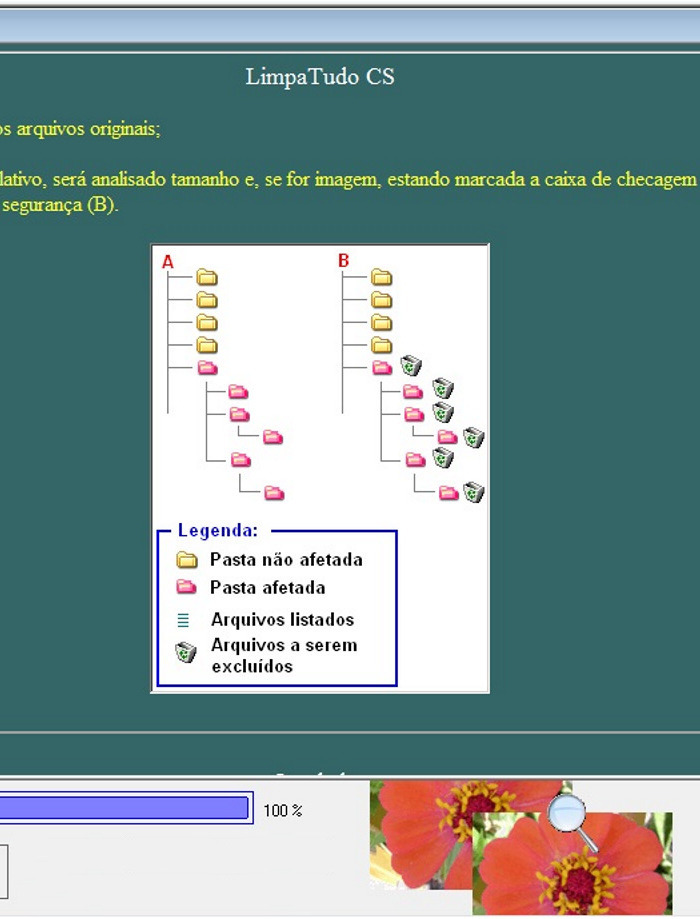 LimpaTudo CS
os arquivos originais;
lativo, será analisado tamanho e, se for imagem, estando marcada a caixa de checagem
segurança (B).
A B
Legenda:
Pasta não afetada
Pasta afetada
Arquivos listados
Arquivos a serem
excluídos
100 %